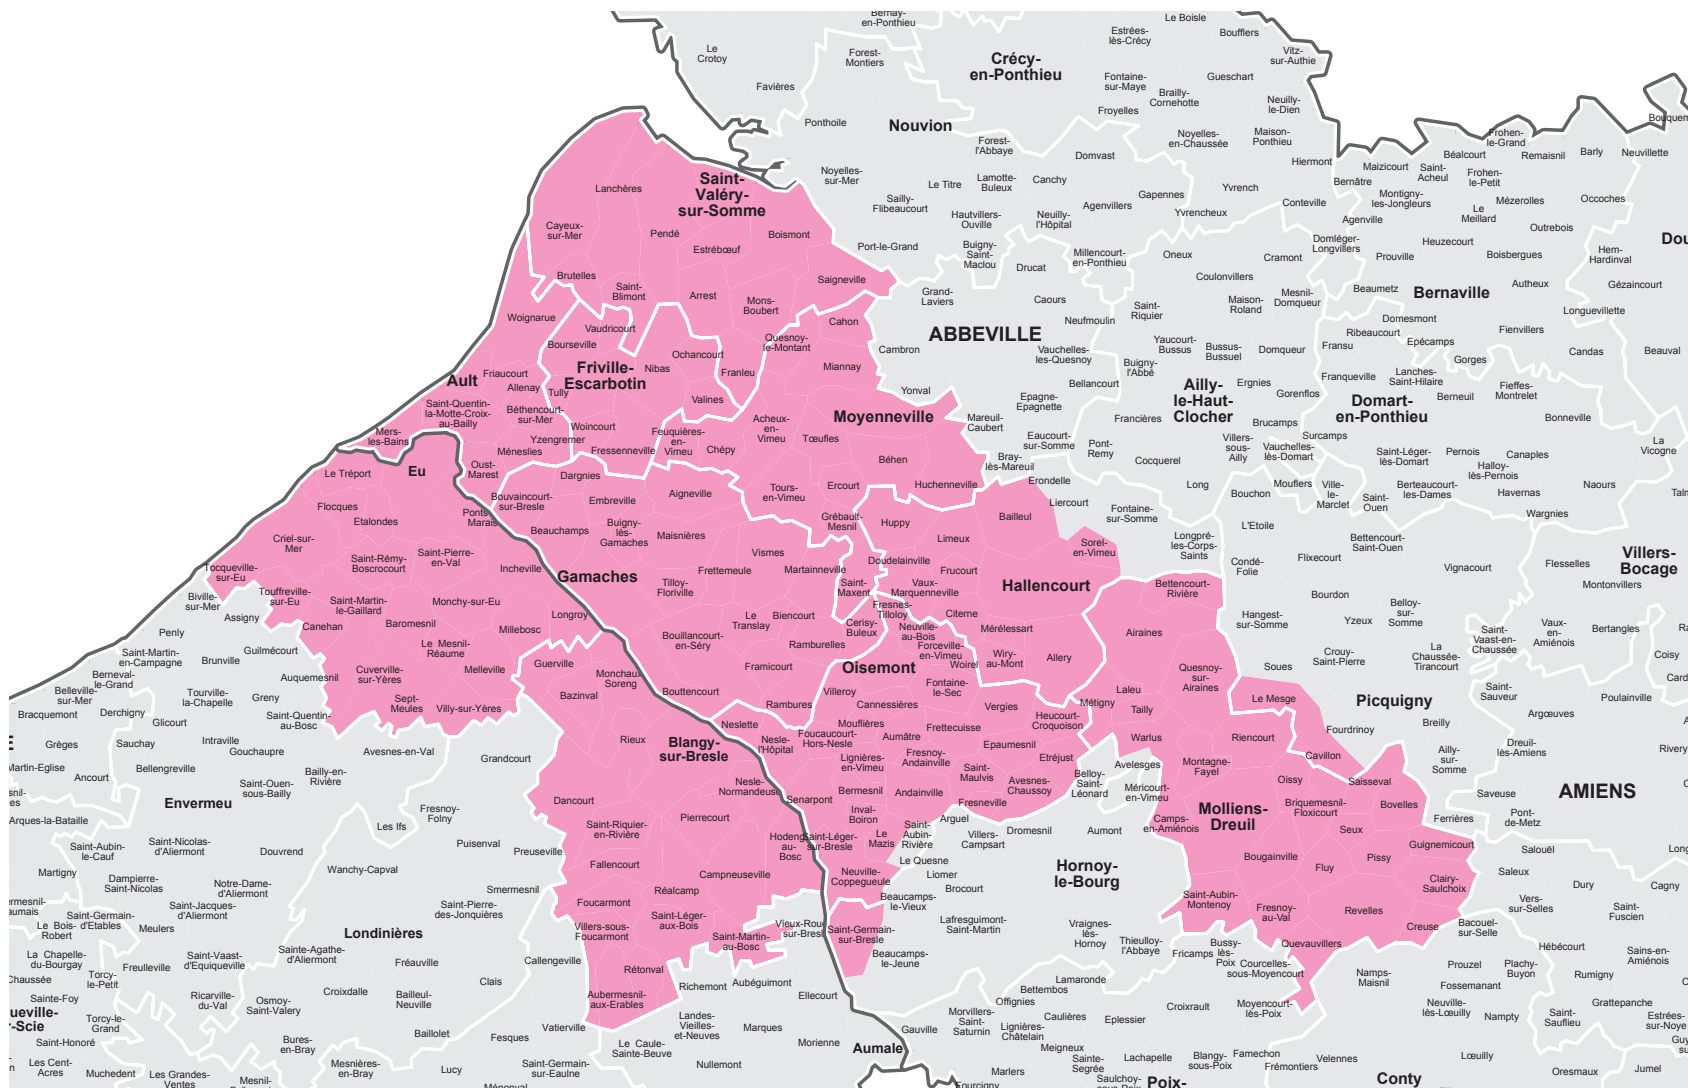 Bernay-
en-Ponthieu
Le Boisle
Le
Crotoy
Forest-
Montiers
Estrées-
lès-Crécy
Boufflers
Vitz-
sur-Authie
Crécy-
en-Ponthieu
Favières
Fontaine-
sur-Maye
Gueschart
Brailly-
Cornehotte
Froyelles
Neuilly-
le-Dien
Ponthoile
Nouvion
Noyelles-
en-Chaussée
Maison-
Ponthieu
Forest-
l'Abbaye
Domvast
Hiermont
Bouquem
Frohen-
le-Grand
Béalcourt
Remaisnil
Barly
Neuvillette
Maizicourt
Saint-
Acheul
Frohen-
le-Petit
Bernâtre
Montigny-
les-Jongleurs
Mézerolles
Occoches
Le
Meillard
Agenville
Outrebois
Noyelles-
sur-Mer
Le Titre
Lamotte-
Buleux
Canchy
Gapennes
Yvrench
Conteville
Yvrencheux
Agenvillers
Sailly-
Flibeaucourt
Hautvillers-
Ouville
Neuilly-
l'Hôpital
Port-le-Grand
Buigny-
Saint-
Maclou
Drucat
Millencourt-
en-Ponthieu
Oneux
Cramont
Domléger-
Longvillers
Prouville
Heuzecourt
Boisbergues
Hem-
Hardinval
Dou
Coulonvillers
Beaumetz
Bernaville
Autheux
Gézaincourt
Lanchères
Saint-
Valéry-
sur-Somme
Cayeux-
sur-Mer
Pendé
Boismont
Estrébœuf
Brutelles
Saint-
Blimont
Arrest
Mons-
Boubert
Saigneville
Grand-
Laviers
Caours
Neufmoulin
Saint-
Riquier
Maison-
Roland
Mesnil-
Domqueur
Domesmont
Longuevillette
Ribeaucourt
Epécamps
Fienvillers
Fransu
Gorges
Candas
Beauval
Woignarue
Vaudricourt
Bourseville
Cahon
Quesnoy-
le-Montant
ABBEVILLE
Cambron
Vauchelles-
les-Quesnoy
Yaucourt-
Bussus
Bussus-
Bussuel
Domqueur
Buigny-
l'Abbé
Ochancourt
Nibas
Franleu
Miannay
Friville-
Escarbotin
Ault
Friaucourt
Allenay
Tully
Valines
Yonval
Bellancourt
Ailly-
le-Haut-
Clocher
Ergnies
Gorenflos
Franqueville
Lanches-
Saint-Hilaire
Domart-
en-Ponthieu
Berneuil
Fieffes-
Montrelet
Bonneville
Saint-Quentin-
la-Motte-Croix-
au-Bailly
Béthencourt-
sur-Mer
Moyenneville
Epagne-
Epagnette
Francières
Brucamps
Surcamps
Mers-
les-Bains
Yzengremer
Woincourt
Feuquières-
en-
Vimeu
Acheux-
en-
Vimeu
Tœufles
Mareuil-
Caubert
Eaucourt-
sur-Somme
Pont-
Remy
Villers-
sous-
Ailly
Vauchelles-
lès-Domart
Saint-Léger-
lès-Domart
Pernois
Canaples
La
Vicogne
Méneslies
Fressenneville
Chépy
Behen
Bray-
lès-Mareuil
Cocquerel
Halloy-
lès-Pernois
Le Tréport
Eu
Oust-
Marest
Dargnies
Aigneville
Tours-
en-Vimeu
Ercourt
Huchenneville
Erondelle
Long
Bouchon
Mouflers
Ville-
le-
Marclet
Saint-
Ouen
Berteaucourt-
les-Dames
Havernas
Naours
Talm
Wargnies
Flocques
Etalondes
Ponts-
Marais
Bouvaincourt-
sur-Bresle
Embreville
Beauchamps
Buigny-
lès-
Gamaches
Maisnières
Grébault-
Mesnil
Huppy
Bailleul
Liercourt
Fontaine-
sur-Somme
L'Etoile
Bettencourt-
Saint-Ouen
Limeux
Sorel-
en-Vimeu
Longpré-
les-Corps-
Saints
Condé-
Folie
Flixecourt
Vignacourt
Flesselles
Villers-
Bocage
Montonvillers
Criel-sur-
Mer
Saint-Rémy-
Boscrocourt
Saint-Pierre-
en-Val
Incheville
Tocqueville-
sur-Eu
Gamaches
Vismes
Frettemeule
Martainneville
Doudelainville
Frucourt
Hallencourt
Bettencourt-
Rivière
Biville-
sur-Mer
Touffreville-
sur-Eu
Saint-Martin-
le-Gaillard
Monchy-sur-Eu
Tilloy-
Floriville
Saint-
Maxent
Vaux-
Marquenneville
Bourdon
Assigny
Canehan
Baromesnil
Longroy
Millebosc
Le
Translay
Biencourt
Fresnes-
Tilloloy
Citerne
Hangest-
sur-Somme
Yzeux
Belloy-
sur-
Somme
Saint-
Vaast-en-
Chaussée
Vaux-
en-
Amiénois
Bertangles
Ra
Penly
Cerisy-
Buleux
Neuville-
au-Bois
Mérélessart
Airaines
Saint-Martin-
en-Campagne
Brunville
Guilmécourt
Le Mesnil-
Réaume
Bouillancourt-
en-Séry
Ramburelles
Forceville-
en-Vimeu
Wiry-
au-Mont
Allery
Crouy-
Saint-Pierre
La
Chaussée-
Tirancourt
Coisy
Berneval-
le-Grand
Auquemesnil
Cuverville-
sur-Yères
Melleville
Guerville
Framicourt
Oisemont
Woirel
Quesnoy-
sur-
Airaines
Soues
Card
Belleville-
sur-Mer
Tourville-
la-Chapelle
Greny
Monchaux
Soreng
Bazinval
Bouttencourt
Fontaine-
le-Sec
Laleu
Le Mesge
Picquigny
Saint-
Sauveur
Poulainville
Bracquemont
Derchigny
Glicourt
Saint-Quentin-
au-Bosc
Sept-
Meules
Villy-sur-Yères
Villeroy
Rambures
Cannessières
Vergies
Métigny
Tailly
Argœuves
Neslette
Mouflières
Frettecuisse
Heucourt-
Croquoison
Fourdrinoy
Breilly
Grèges
Sauchay
Intraville
Gouchaupre
Avesnes-en-Val
Rieux
Blangy-
sur-Bresle
Nesle-
l'Hôpital
Foucaucourt-
Hors-Nesle
Aumâtre
Epaumesnil
Warlus
Riencourt
Dreuil-
lès-Amiens
Rivery
Martin-Eglise
Ancourt
Bellengreville
Bailly-en-
Rivière
Saint-Ouen-
sous-Bailly
Grandcourt
Lignières-
en-Vimeu
Fresnoy-
Andainville
Etréjust
Avelesges
Montagne-
Fayel
Cavillon
Ailly-
sur-
Somme
Saint-
Maulvis
Avesnes-
Chaussoy
Belloy-
Saint-
Léonard
Méricourt-
en-Vimeu
Oissy
Saisseval
Saveuse
AMIENS
Envermeu
Fresnoy-
Folny
Dancourt
Nesle-
Normandeuse
Senarpont
Bermesnil
Andainville
Fresneville
Molliens-
Dreuil
Briquemesnil-
Floxicourt
Bovelles
Pont-
de-Metz
Arques-la-Bataille
Les Ifs
Pierrecourt
Inval-
Boiron
Arguel
Camps-
en-Amiénois
Ferrières
Saint-Aubin-
le-Cauf
Saint-Nicolas-
d'Aliermont
Douvrend
Puisenval
Preuseville
Saint-Riquier-
en-Rivière
Hodeng-
au-
Bosc
Saint-Léger-
sur-Bresle
Le
Mazis
Saint-
Aubin-
Rivière
Villers-
Campsart
Dromesnil
Aumont
Seux
Guignemicourt
Salouël
Long
Martigny
Dampierre-
Saint-Nicolas
Notre-Dame-
d'Aliermont
Wanchy-Capval
Fallencourt
Le Quesne
Liomer
Hornoy-
le-Bourg
Bougainville
Fluy
Pissy
Saleux
Dury
Cagny
Smermesnil
Réalcamp
Campneuseville
Neuville-
Coppegueule
Brocourt
Clairy-
Saulchoix
Saint-Jacques-
d'Aliermont
Saint-Pierre-
des-Jonquières
Foucarmont
Beaucamps-
le-Vieux
Saint-Aubin-
Montenoy
Fresnoy-
au-Val
Revelles
Vers-
sur-Selles
Saint-
Fuscien
Le Bois-
Robert
Saint-Germain-
d'Etables
Meulers
Londinières
Villers-sous-
Foucarmont
Saint-Léger-
aux-Bois
Saint-Martin-
au-Bosc
Vieux-Rou
sur-Bresl
Saint-Germain-
sur-Bresle
Lafresguimont-
Saint-Martin
Vraignes-
lès-
Hornoy
Creuse
Bacouel-
sur-Selle
Thieulloy-
l'Abbaye
Fricamps
Bussy-
lès-
Poix
Quevauvillers
Hébécourt
Sains-en-
Amiénois
La Chapelle-
du-Bourgay
Torcy-
le-Petit
Freulleville
Saint-Vaast-
d'Equiqueville
Sainte-Agathe-
d'Aliermont
Fréauville
Callengeville
Rétonval
Beaucamps-
le-Jeune
Courcelles-
sous-Moyencourt
Namps-
Maisnil
Prouzel
Plachy-
Buyon
Rumigny
Clais
Richemont
Aubéguimont
Lamaronde
Bettembos
Fossemanant
Sainte-Foy
Ricarville-
du-Val
Osmoy-
Saint-Valery
Croixdalle
Bailleul-
Neuville
Aubermesnil-
aux-Erables
Ellecourt
Offignies
Morvillers-
Saint-
Saturnin
Caulières
Croixrault
Moyencourt-
lès-Poix
Neuville-
lès-Lœuilly
Nampty
Grattepanche
Saint-
Sauflieu
Estrées-
sur-Noye
ueville-
r-Scie
Torcy-le-
Grand
Baillolet
Fesques
Vatierville
Landes-
Vieilles-
et-Neuves
Marques
Gauville
Lignières-
Châtelain
Eplessier
Saint-Honoré
Bures-
en-Bray
Le Caule-
Sainte-Beuve
Morienne
Aumale
Meigneux
Les Cent-
Acres
Muchedent
Les Grandes-
Ventes
Mesnil-
Mesnières-
en-Bray
Lucy
Saint-Germain-
sur-Eaulne
Nullemont
Marlers
Sainte-
Segrée
Lachapelle
Blangy-
sous-Poix
Famechon
Frémontiers
Velennes
Lœuilly
Oresmaux
Jumel
Ménonval
Fourcigny
Saulchoy-
sous-Poix
Poix-
Conty